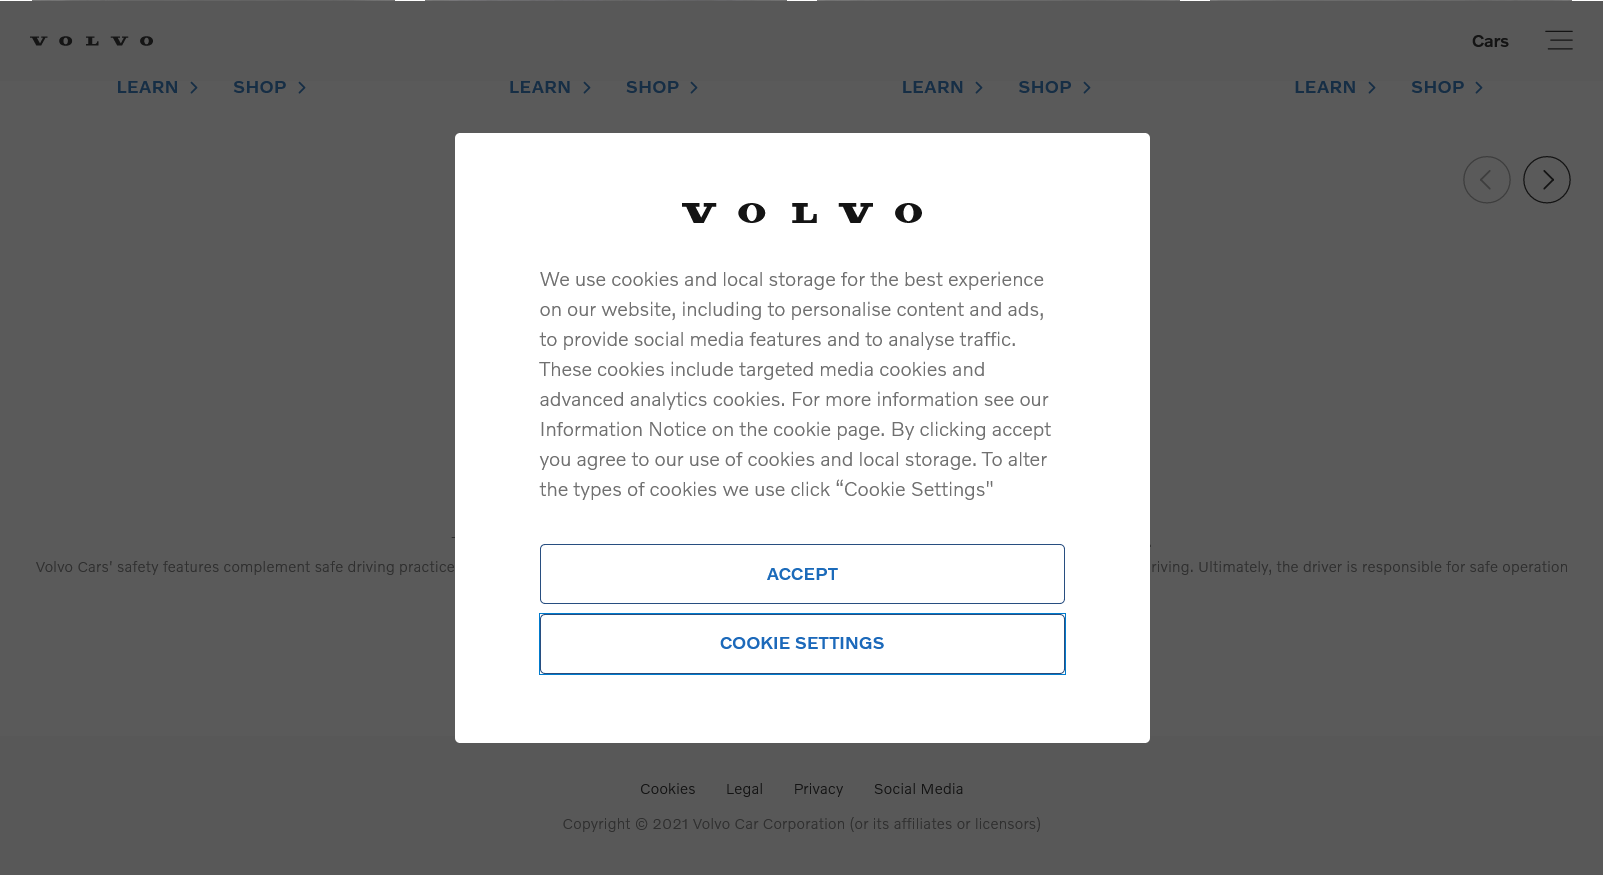 VOLVO
Cars
LEARN SHOP LEARN SHOP LEARN SHOP LEARN SHOP
VOLVO
We use cookies and local storage for the best experience
on our website, including to personalise content and ads,
to provide social media features and to analyse traffic.
These cookies include targeted media cookies and
advanced analytics cookies. For more information see our
Information Notice on the cookie page. By clicking accept
you agree to our use of cookies and local storage. To alter
the types of cookies we use click “Cookie Settings"
ACCEPT
COOKIE SETTINGS
Volvo Cars' safety features complement safe driving practice
riving. Ultimately, the driver is responsible for safe operation
Cookies Legal Privacy Social Media
Copyright © 2021 Volvo Car Corporation (or its affiliates or licensors)